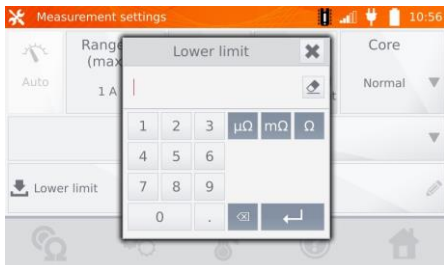 Measurement settings 10:56
Lower limit
Range
(max
Core
Auto
1 A
t
Normal
1 2 3 µΩ mΩ Ω
4 5 6
7 8 9
0 .
Lower limit
Ω